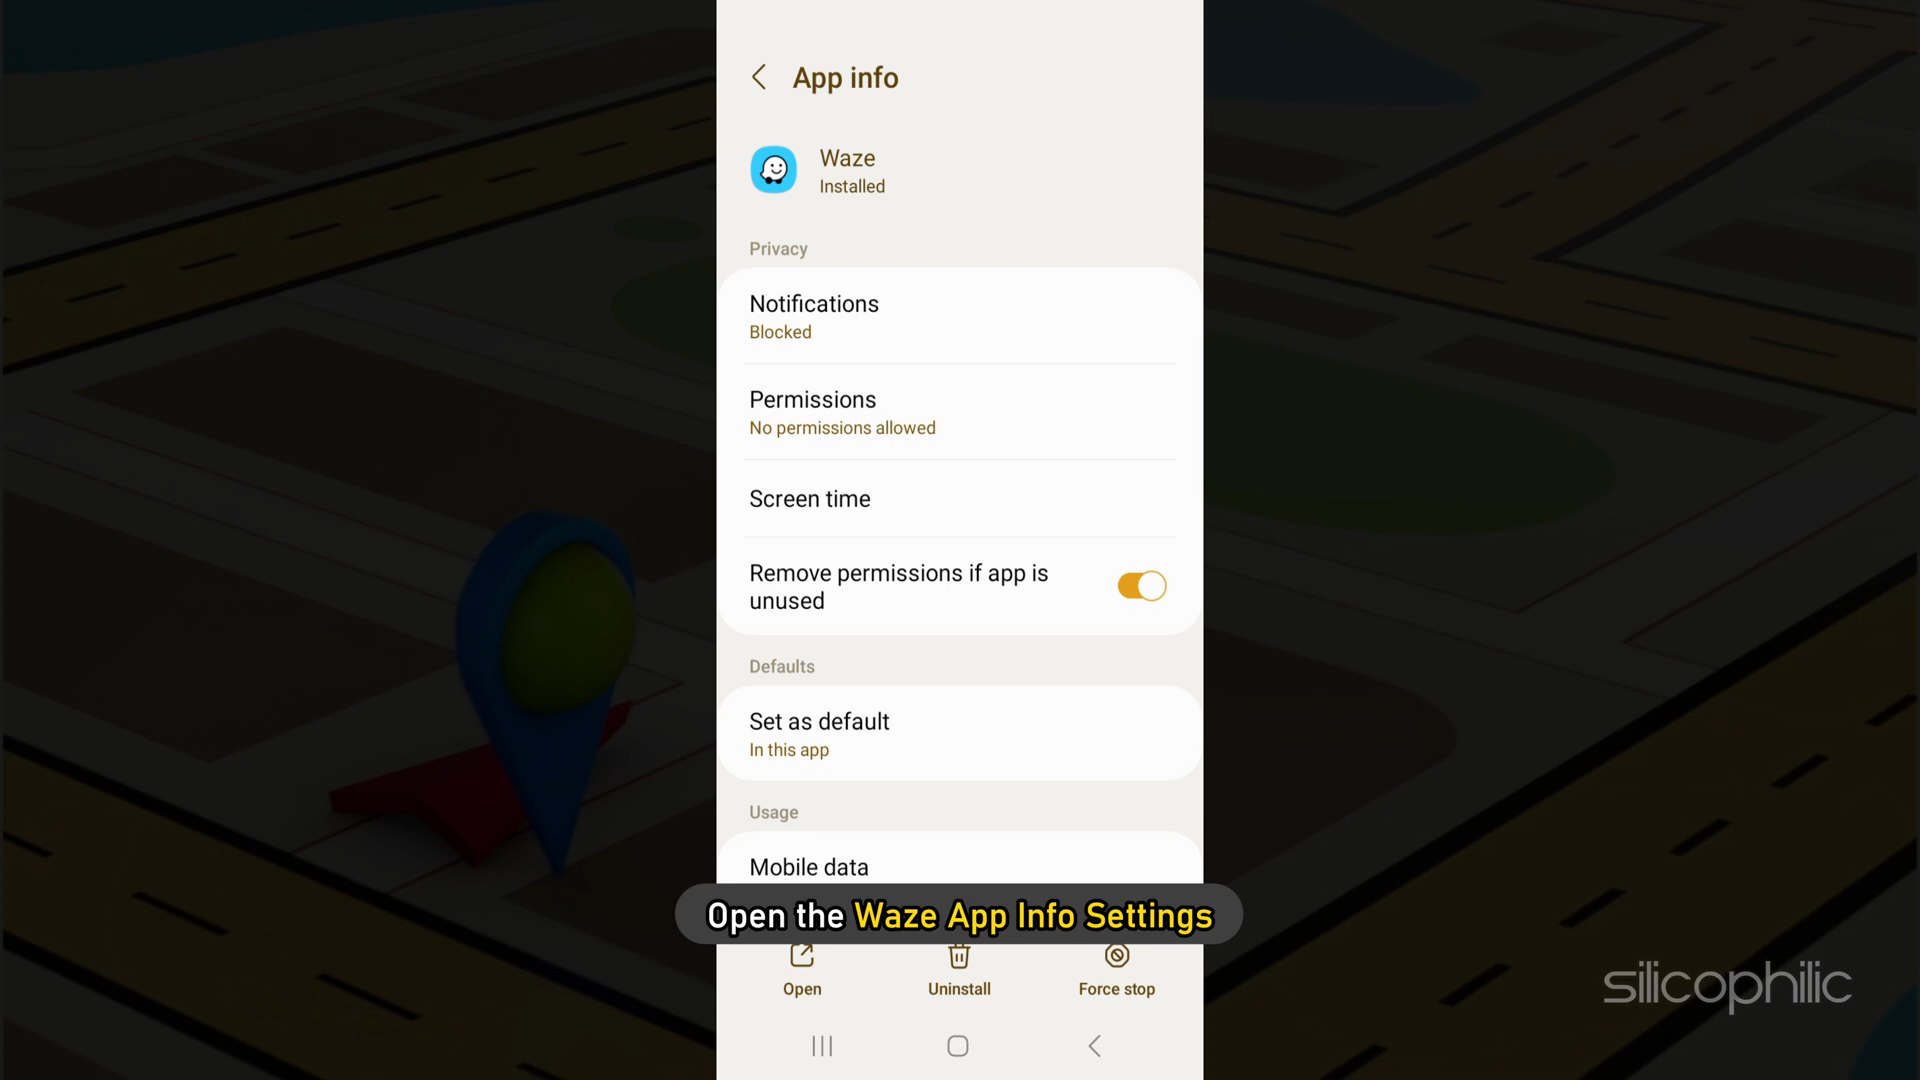 App info
Waze
Installed
Privacy
Notifications
Blocked
Permissions
No permissions allowed
Screen time
Remove permissions if app is
unused
Defaults
Set as default
In this app
Usage
Mobile data
Open the Waze App Info Settings
Open
Uninstall
Force stop
silicophilic